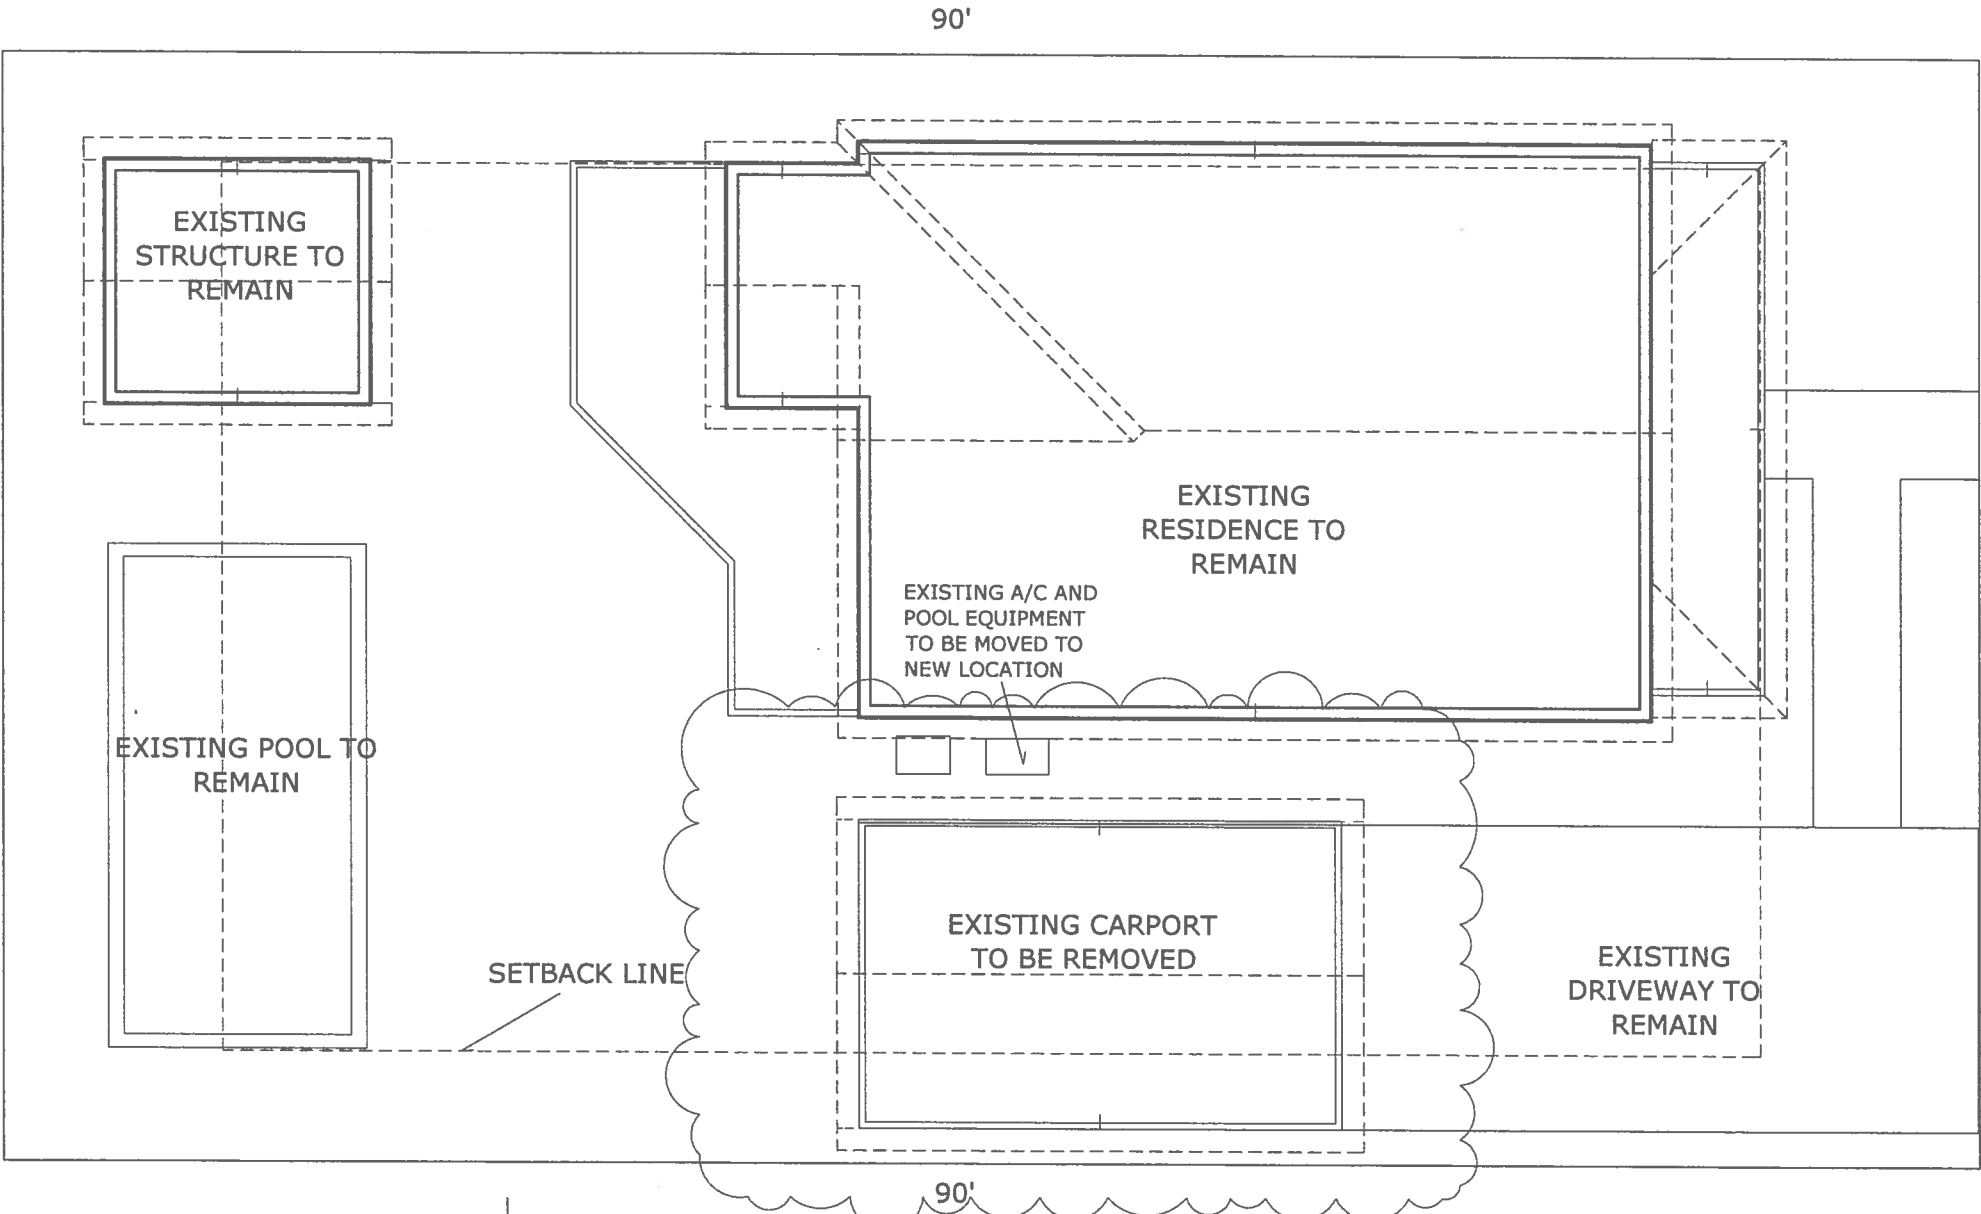 90'
EXISTING
STRUCTURE TO
REMAIN
EXISTING
RESIDENCE TO
REMAIN
EXISTING A/C AND
POOL EQUIPMENT
TO BE MOVED TO
NEW LOCATION
EXISTING POOL TO
REMAIN
SETBACK LINE
EXISTING CARPORT
TO BE REMOVED
EXISTING
DRIVEWAY TO
REMAIN
90'